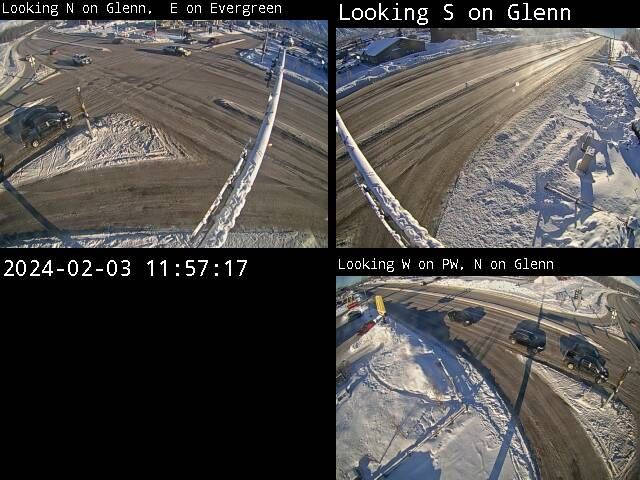 Looking N on Glenn,  E on Evergreen
Looking S on Glenn
2024-02-03 11:57:17
Looking W on PW, N on Glenn